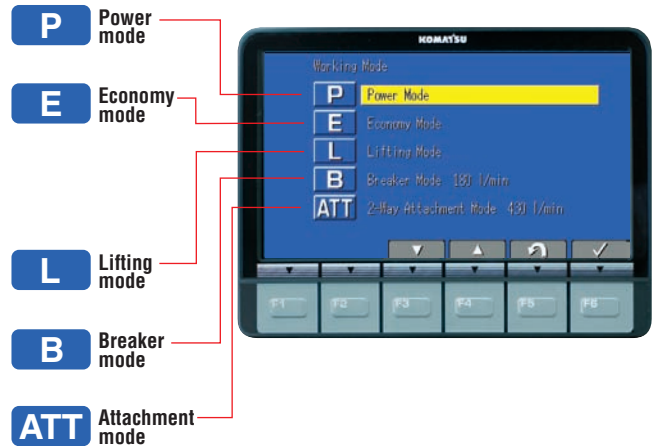 P Power
mode
E Economy
mode
L Lifting
mode
B Breaker
mode
ATT Attachment
mode
KOMATSU
Working Mode
P Power Mode
E Economy Mode
L Lifting Mode
B Breaker Mode 180 l/min
ATT 2-Way Attachment Mode 430 l/min
F1 F2 F3 F4 F5 F6